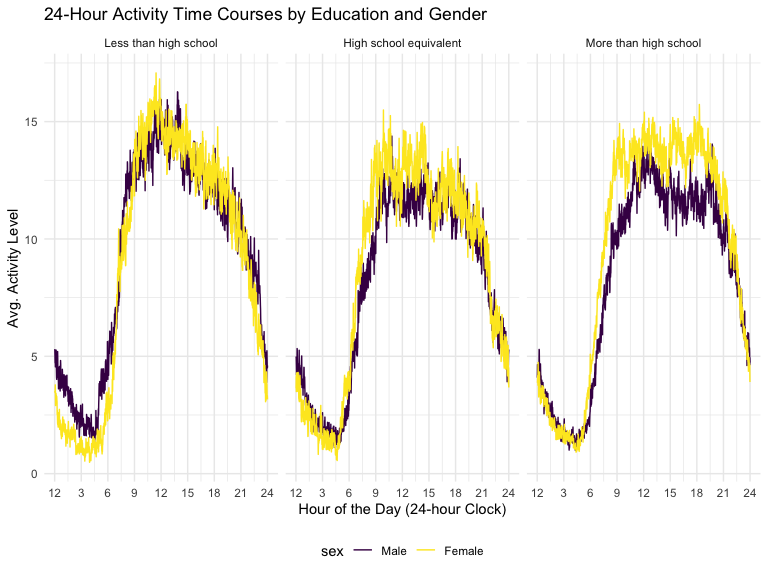 24-Hour Activity Time Courses by Education and Gender
Less than high school High school equivalent More than high school
15
10
5
0
Avg. Activity Level
12 3 6 9 12 15 18 21 24 12 3 6 9 12 15 18 21 24 12 3 6 9 12 15 18 21 24
Hour of the Day (24-hour Clock)
sex Male Female